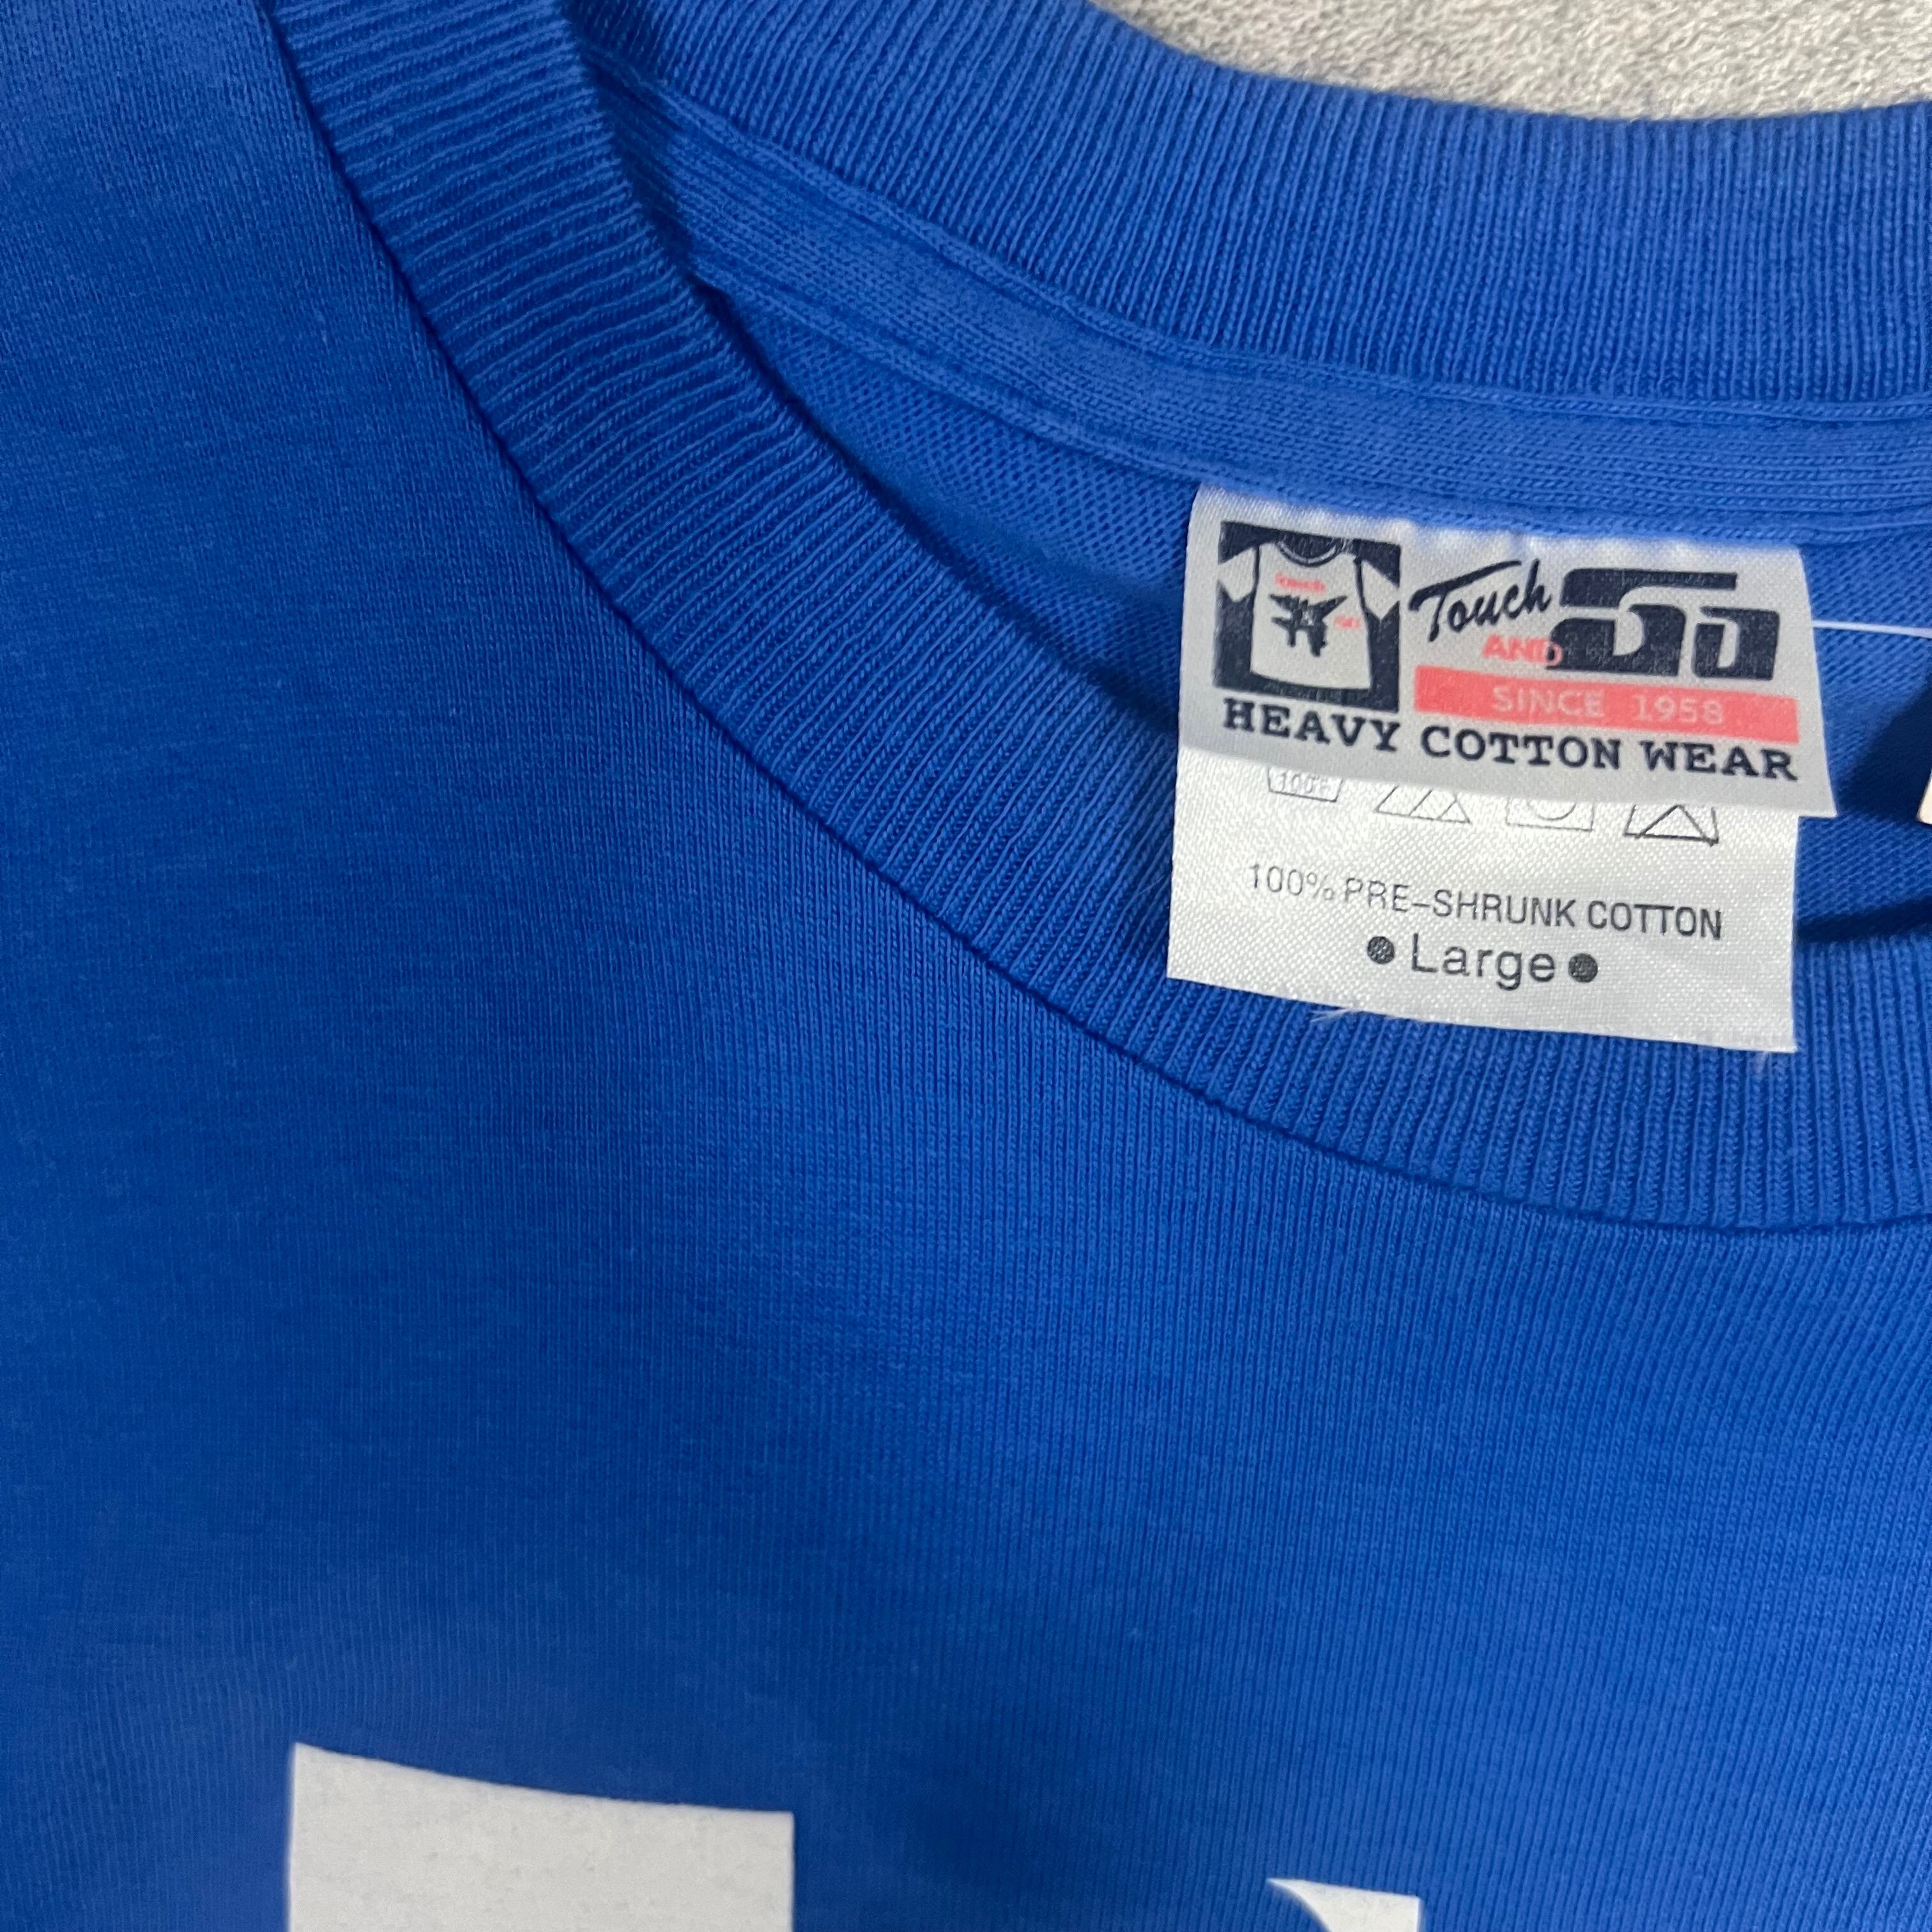 Touch
AND Go
SINCE 1958
HEAVY COTTON WEAR
100°F
100% PRE-SHRUNK COTTON
• Large •